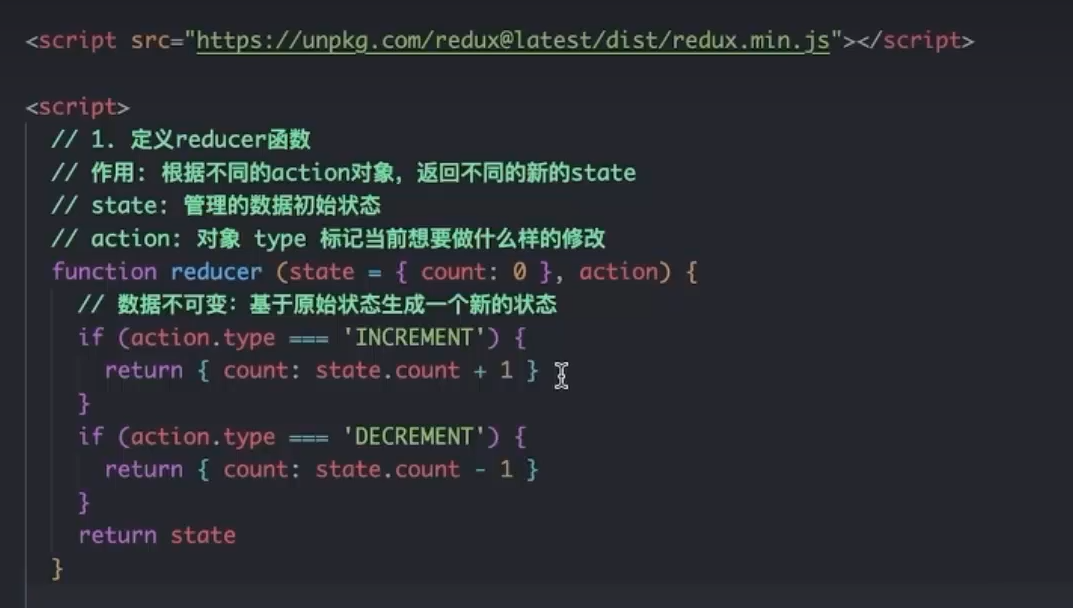 <script src="https://unpkg.com/redux@latest/dist/redux.min.js"></script>
<script>
// 1. 定义reducer函数
// 作用: 根据不同的action对象，返回不同的新的state
// state: 管理的数据初始状态
// action: 对象 type 标记当前想要做什么样的修改
function reducer (state = { count: 0 }, action) {
// 数据不可变：基于原始状态生成一个新的状态
if (action.type === 'INCREMENT') {
return { count: state.count + 1 }
}
if (action.type === 'DECREMENT') {
return { count: state.count - 1 }
}
return state
}